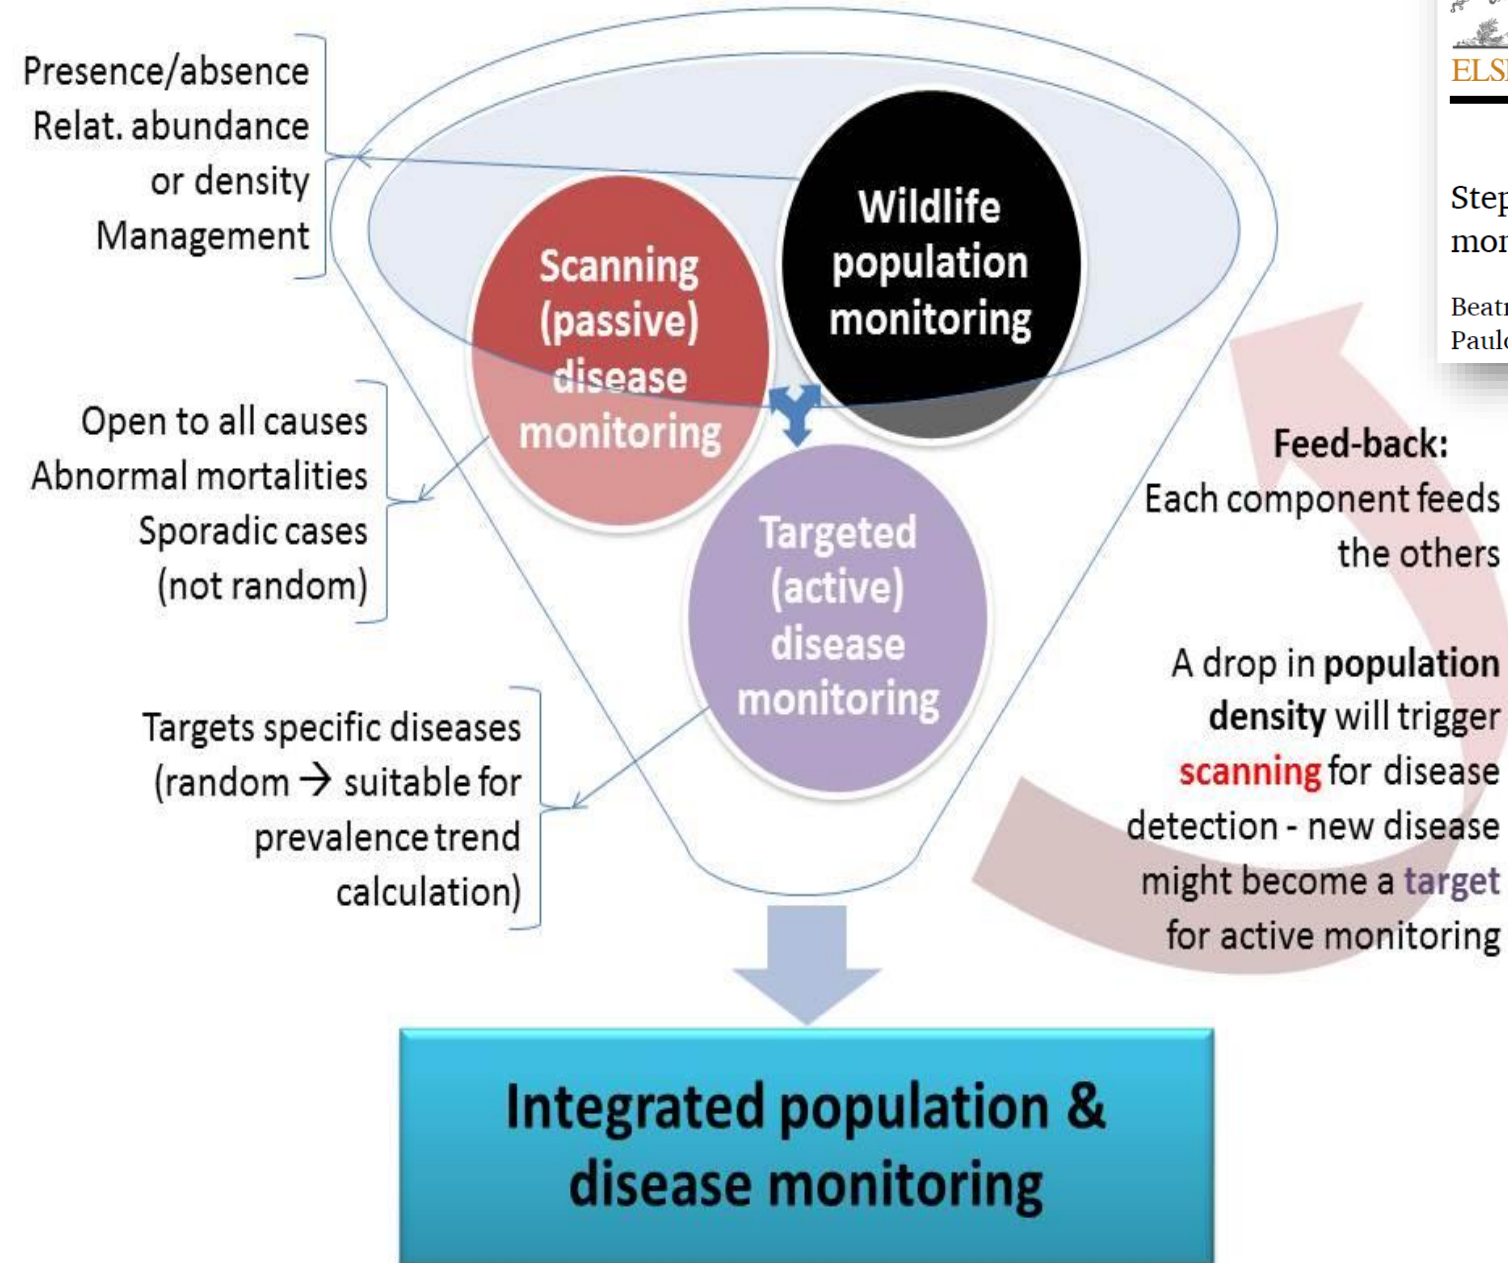 Presence/absence
Relat. abundance
or density
Management
Scanning
(passive)
disease
monitoring
Wildlife
population
monitoring
Open to all causes
Abnormal mortalities
Sporadic cases
(not random)
Targeted
(active)
disease
monitoring
Targets specific diseases
(random → suitable for
prevalence trend
calculation)
Feed-back:
Each component feeds
the others
A drop in population
density will trigger
scanning for disease
detection - new disease
might become a target
for active monitoring
Integrated population &
disease monitoring